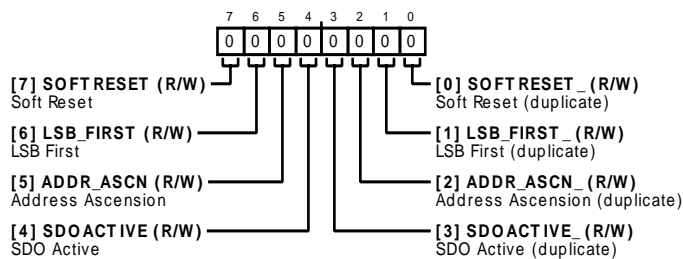 7 6 5 4 3 2 1 0
0 0 0 0 0 0 0 0
[7] SOFTRESET (R/W)
Soft Reset
[6] LSB_FIRST (R/W)
LSB First
[5] ADDR_ASCN (R/W)
Address Ascension
[4] SDOACTIVE (R/W)
SDO Active
[0] SOFTRESET_ (R/W)
Soft Reset (duplicate)
[1] LSB_FIRST_ (R/W)
LSB First (duplicate)
[2] ADDR_ASCN_ (R/W)
Address Ascension (duplicate)
[3] SDOACTIVE_ (R/W)
SDO Active (duplicate)